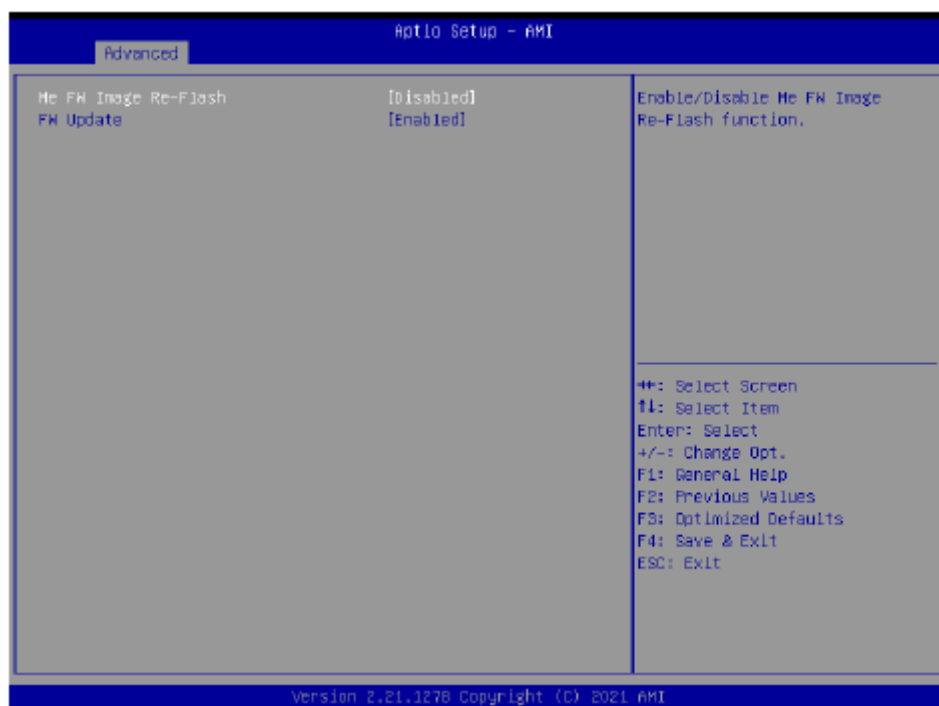 Aptio Setup - AMI
Advanced
Me FW Image Re-Flash [Disabled]
FW Update [Enabled]
Enable/Disable Me FW Image
Re-Flash function.
→←: Select Screen
↑↓: Select Item
Enter: Select
+/-: Change Opt.
F1: General Help
F2: Previous Values
F3: Optimized Defaults
F4: Save & Exit
ESC: Exit
Version 2.21.1278 Copyright (C) 2021 AMI